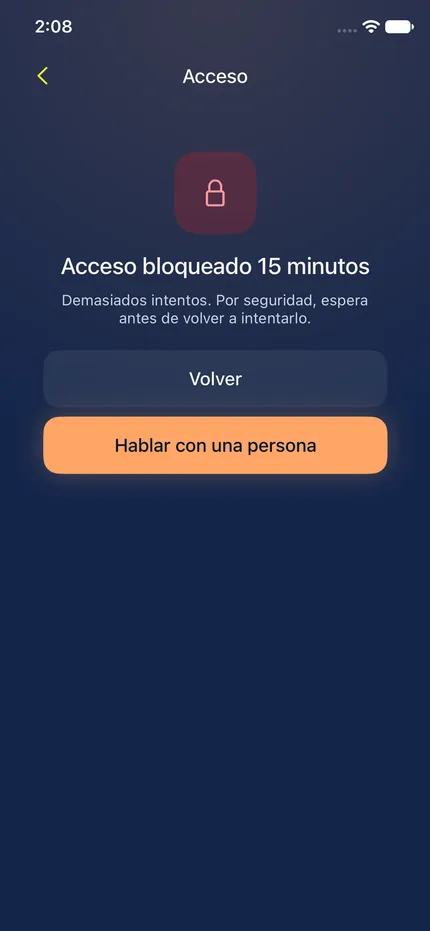 2:08
Acceso
Acceso bloqueado 15 minutos
Demasiados intentos. Por seguridad, espera
antes de volver a intentarlo.
Volver
Hablar con una persona